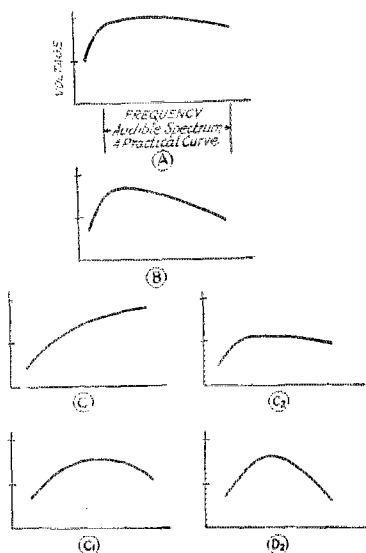 VOLTAGE
FREQUENCY
Audible Spectrum
A Practical Curve
A
B
C
C2
C1
D2